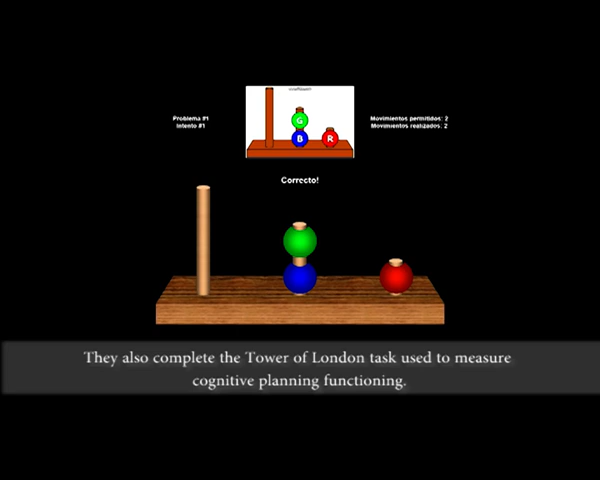 Problema #1
Intento #1
Movimientos permitidos: 2
Movimientos realizados: 2
G
B
R
Correcto!
They also complete the Tower of London task used to measure
cognitive planning functioning.